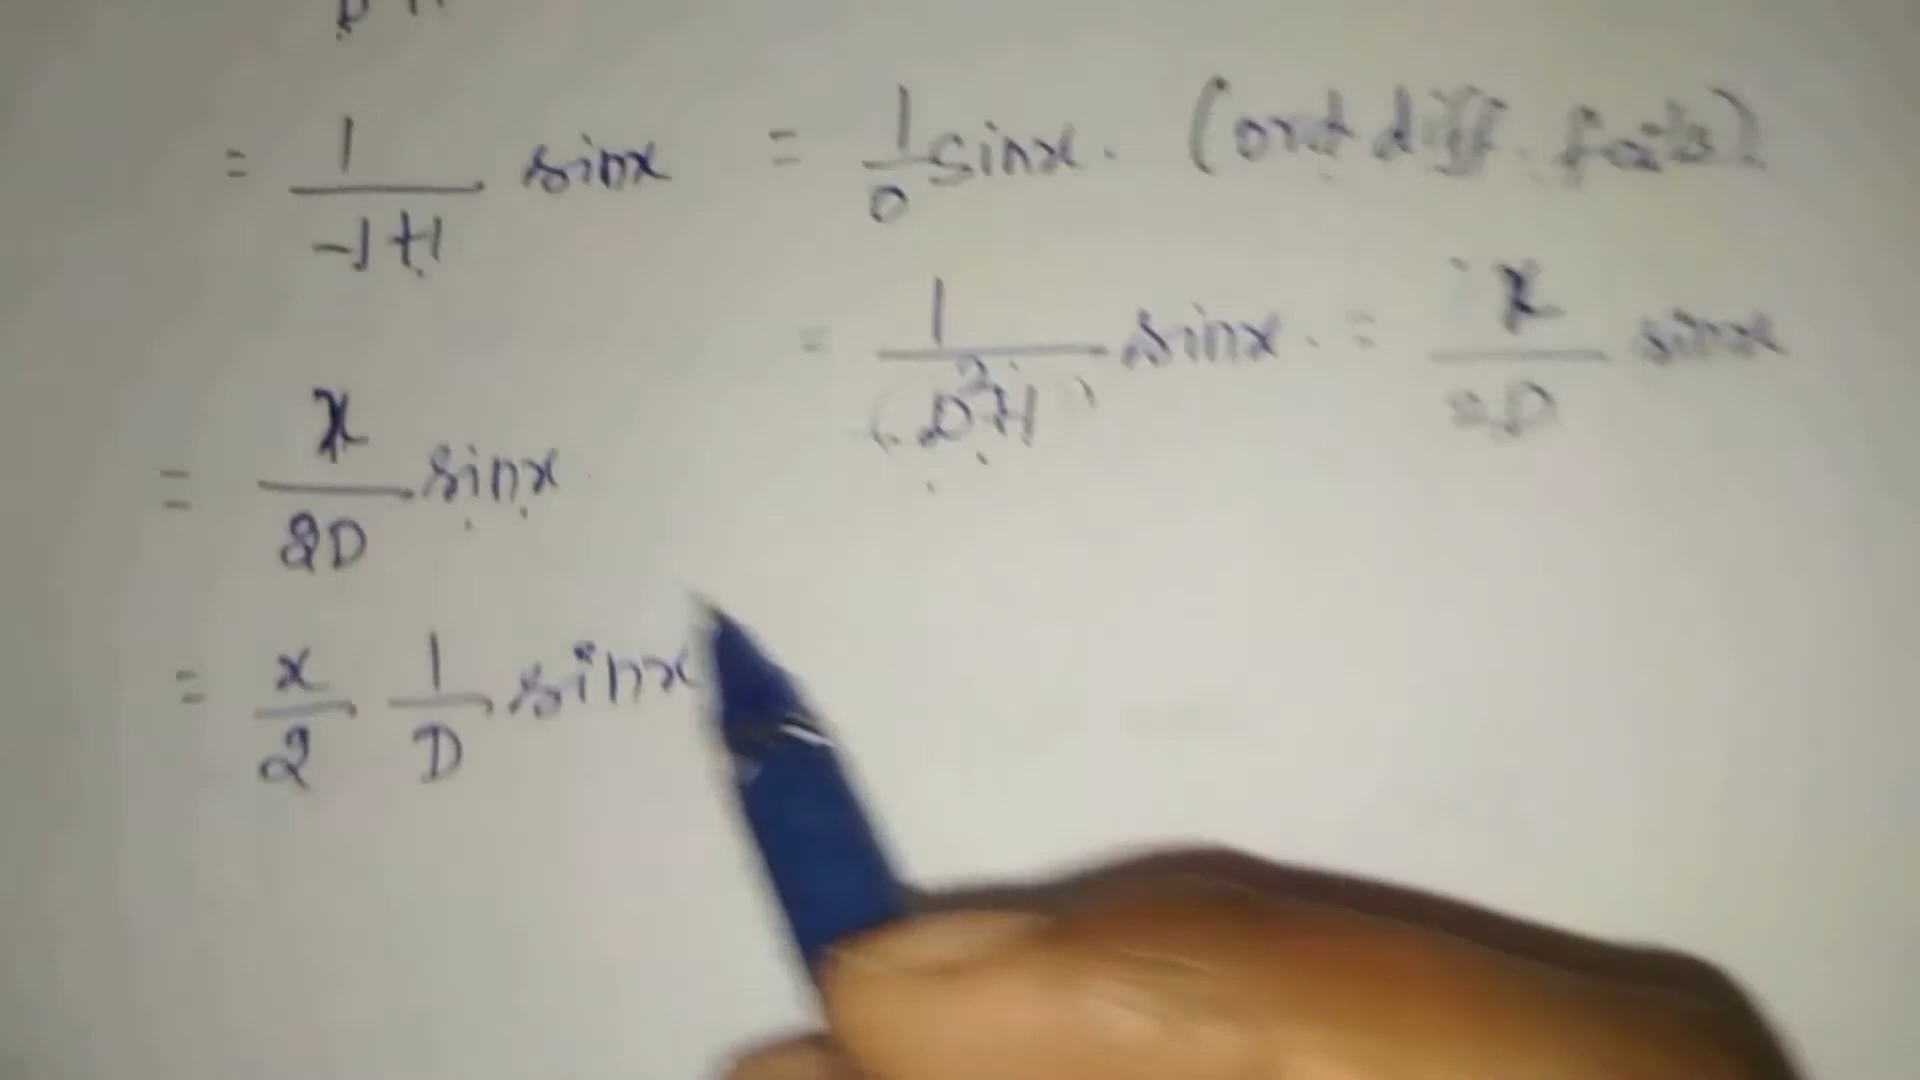 = 1/(-1+1) sinx = 1/0 sinx. (ord diff. fails)
= 1/(D²+1) sinx. = x/2D sinx
= x/2D sinx
= x/2 1/D sinx